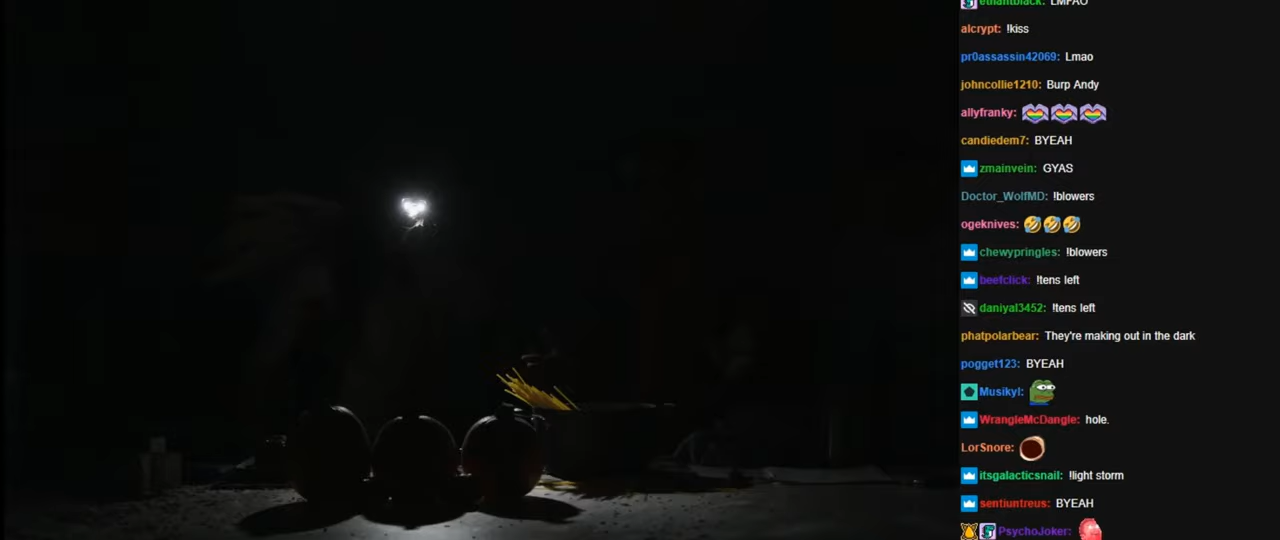 ethantblack: LMFAO
alcrypt: !kiss
pr0assassin42069: Lmao
johncollie1210: Burp Andy
allyfranky:
candiedem7: BYEAH
zmainvein: GYAS
Doctor_WolfMD: !blowers
ogeknives:
chewypringles: !blowers
beefclick: !tens left
daniyal3452: !tens left
phatpolarbear: They're making out in the dark
pogget123: BYEAH
Musikyl:
WrangleMcDangle: hole.
LorSnore:
itsgalacticsnail: !light storm
sentiuntreus: BYEAH
PsychoJoker: